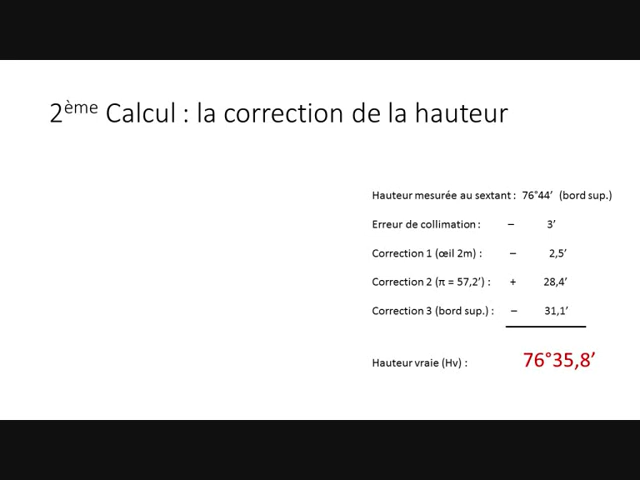 2ème Calcul : la correction de la hauteur
Hauteur mesurée au sextant : 76°44’ (bord sup.)
Erreur de collimation : – 3’
Correction 1 (œil 2m) : – 2,5’
Correction 2 (π = 57,2’) : + 28,4’
Correction 3 (bord sup.) : – 31,1’
Hauteur vraie (Hv) : 76°35,8’